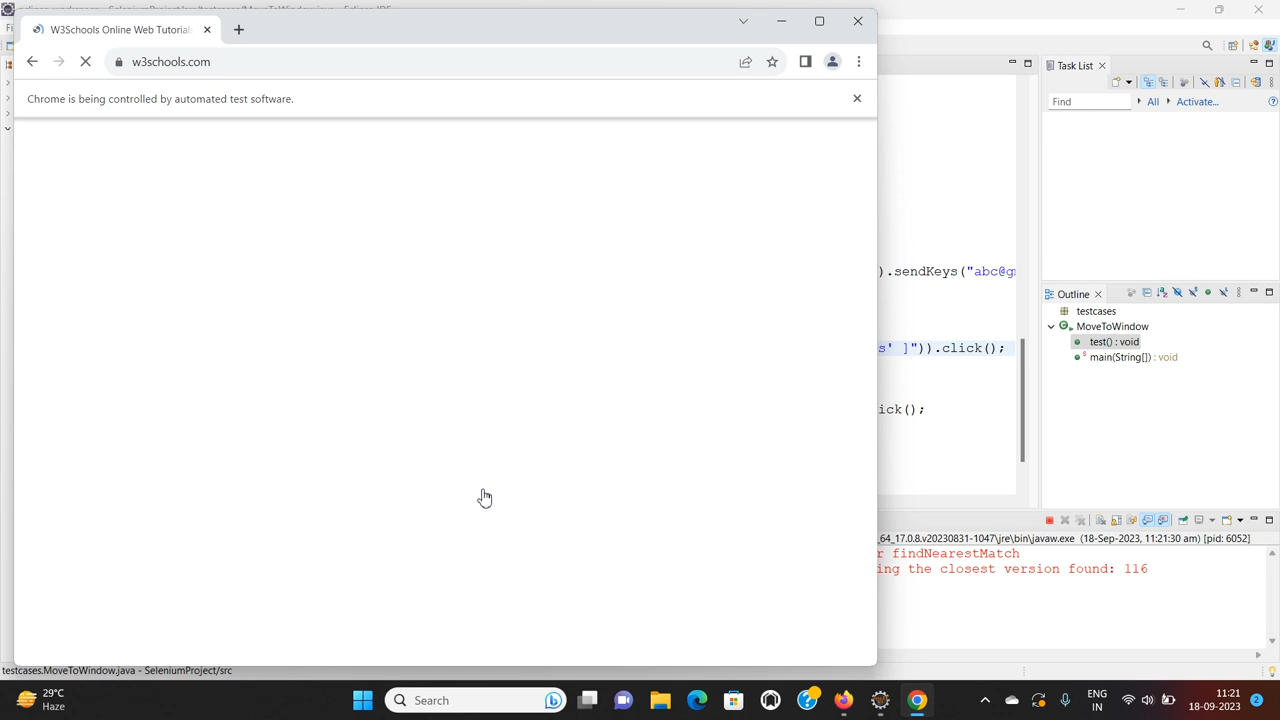 W3Schools Online Web Tutorials
w3schools.com
Chrome is being controlled by automated test software.
Task List
Find
All
Activate...
).sendKeys("abc@g
s' ]")).click();
ick();
Outline
testcases
MoveToWindow
test() : void
main(String[]) : void
_64_17.0.8.v20230831-1047\jre\bin\javaw.exe (18-Sep-2023, 11:21:30 am) [pid: 6052]
r findNearestMatch
ing the closest version found: 116
testcases.MoveToWindow.java - SeleniumProject/src
29°C
Haze
Search
ENG
IN
11:21
18-09-2023
2